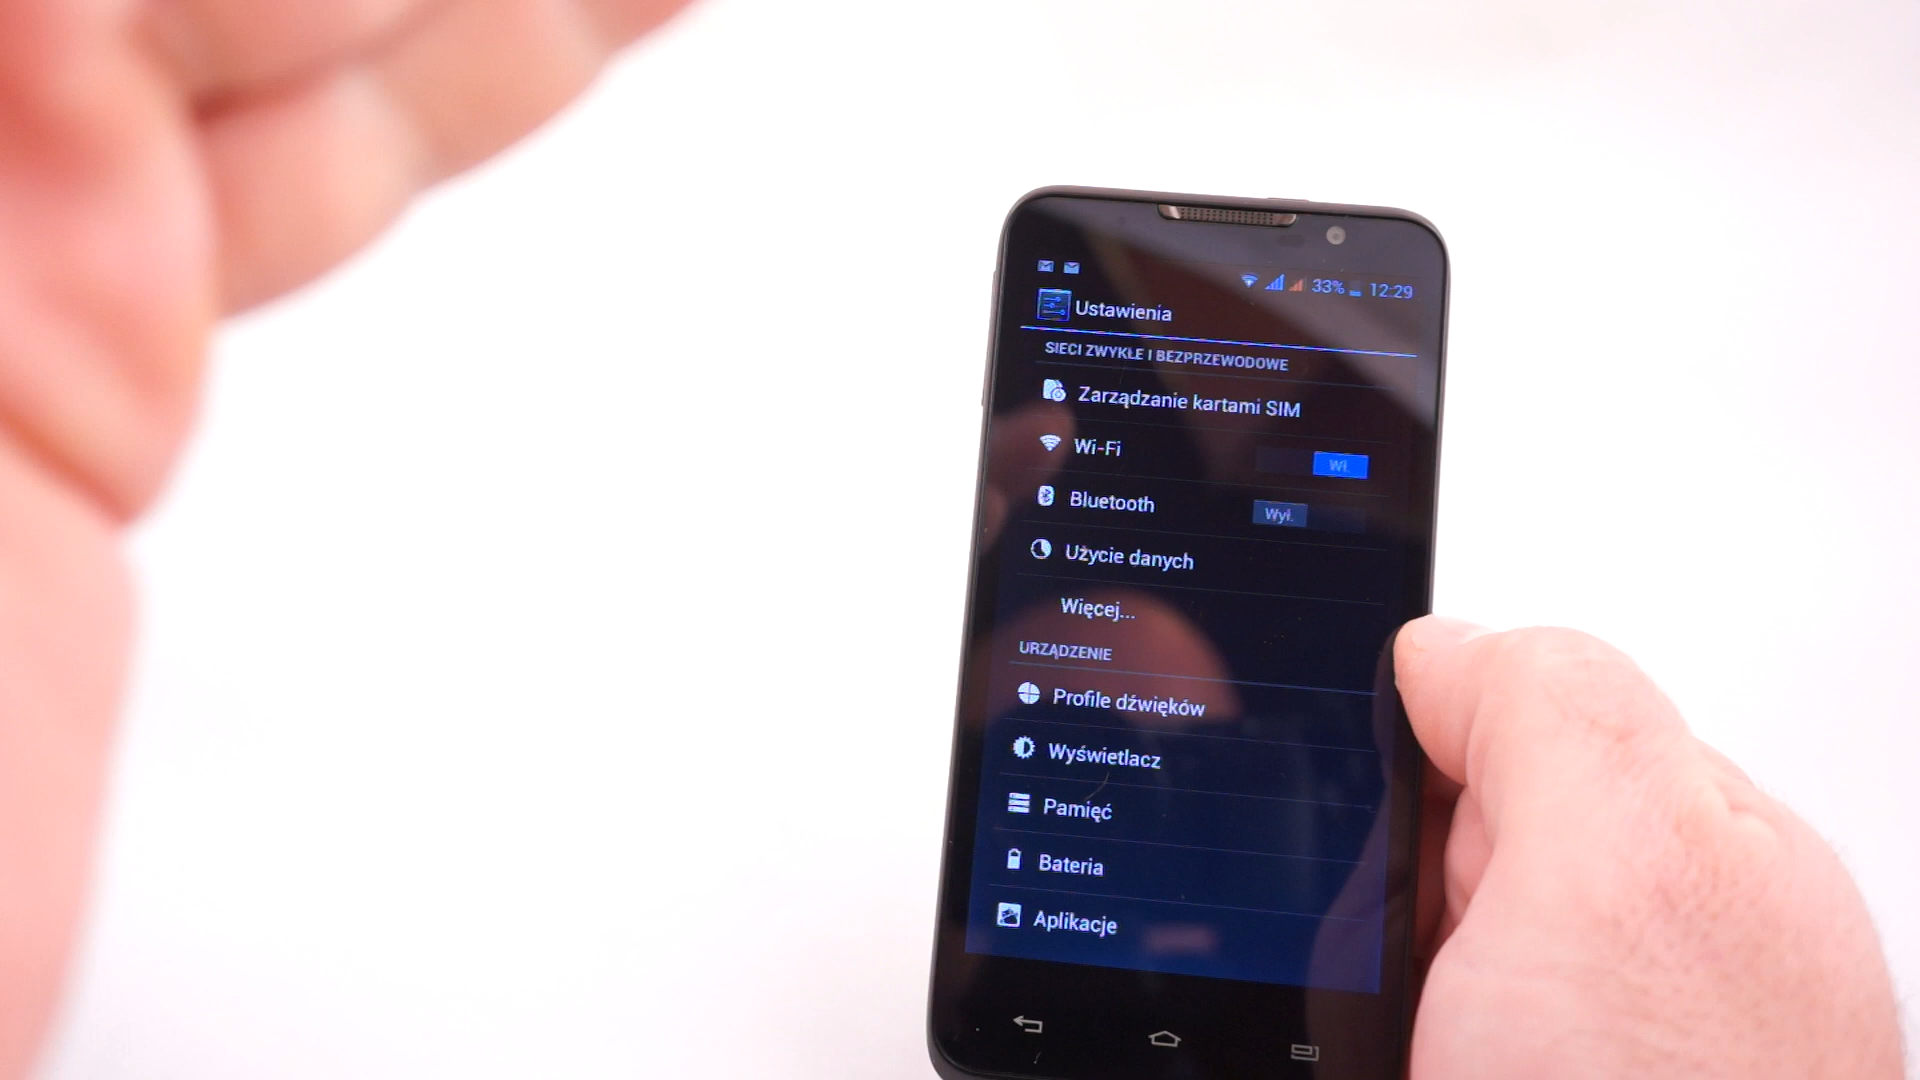 33% 12:29
Ustawienia
SIECI ZWYKŁE I BEZPRZEWODOWE
Zarządzanie kartami SIM
Wi-Fi
Wł.
Bluetooth
Wył.
Użycie danych
Więcej...
URZĄDZENIE
Profile dźwięków
Wyświetlacz
Pamięć
Bateria
Aplikacje